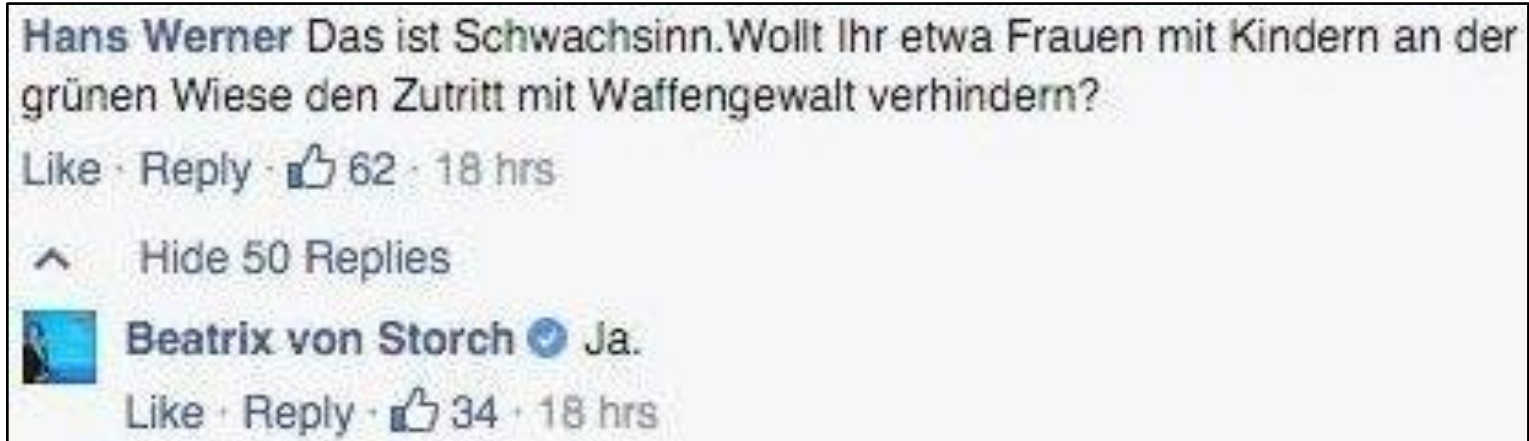 Hans Werner Das ist Schwachsinn.Wollt Ihr etwa Frauen mit Kindern an der
grünen Wiese den Zutritt mit Waffengewalt verhindern?
Like · Reply · 62 · 18 hrs
Hide 50 Replies
Beatrix von Storch Ja.
Like · Reply · 34 · 18 hrs